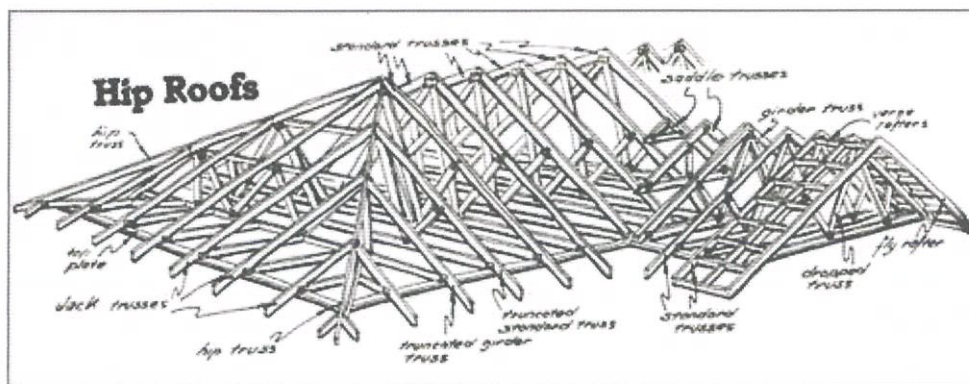 standard trusses
Hip Roofs
saddle trusses
girder truss
verge
rafters
hip
truss
top
plate
fly rafter
dropped
truss
Jack trusses
truncated
standard truss
standard
trusses
hip truss
truncated girder
truss